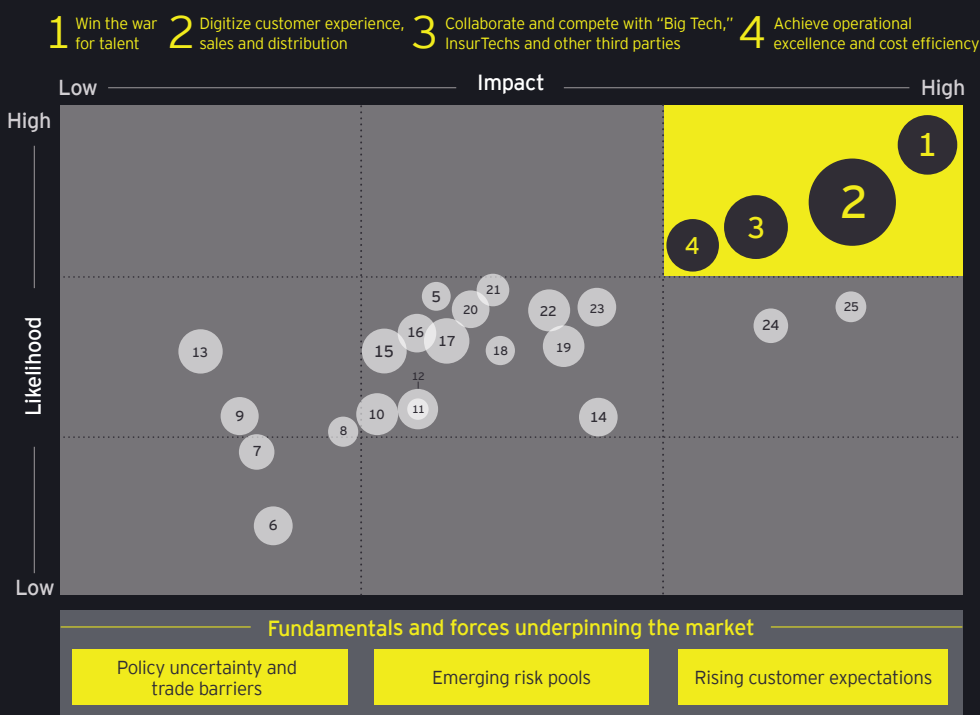 1 Win the war
for talent
2 Digitize customer experience,
sales and distribution
3 Collaborate and compete with “Big Tech,”
InsurTechs and other third parties
4 Achieve operational
excellence and cost efficiency
Impact
Low
High
High
1
2
3
4
21
5
20
22
23
25
24
16
17
15
18
19
13
12
11
10
9
14
8
7
6
Likelihood
Low
Fundamentals and forces underpinning the market
Policy uncertainty and
trade barriers
Emerging risk pools
Rising customer expectations